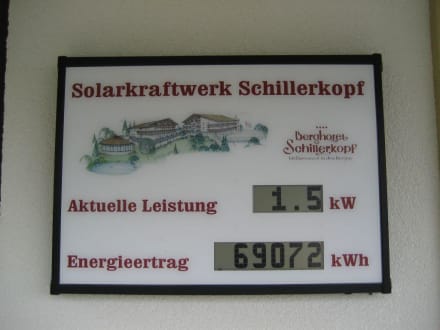 Solarkraftwerk Schillerkopf
Berghotel
Schillerkopf
Aktuelle Leistung 1.5 kW
Energieertrag 69072 kWh